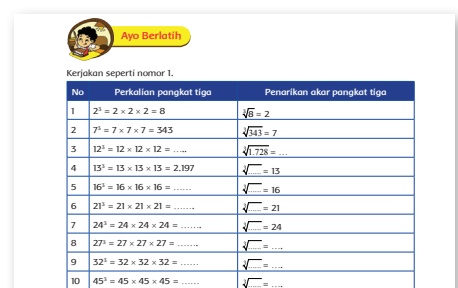 Ayo Berlatih
Kerjakan seperti nomor 1.
No Perkalian pangkat tiga Penarikan akar pangkat tiga
1 2³ = 2 × 2 × 2 = 8 ∛8 = 2
2 7³ = 7 × 7 × 7 = 343 ∛343 = 7
3 12³ = 12 × 12 × 12 = ..... ∛1.728 = ...
4 13³ = 13 × 13 × 13 = 2.197 ∛...... = 13
5 16³ = 16 × 16 × 16 = ...... ∛...... = 16
6 21³ = 21 × 21 × 21 = ....... ∛...... = 21
7 24³ = 24 × 24 × 24 = ....... ∛...... = 24
8 27³ = 27 × 27 × 27 = ....... ∛...... = ....
9 32³ = 32 × 32 × 32 = ...... ∛...... = ....
10 45³ = 45 × 45 × 45 = ...... ∛...... = ....